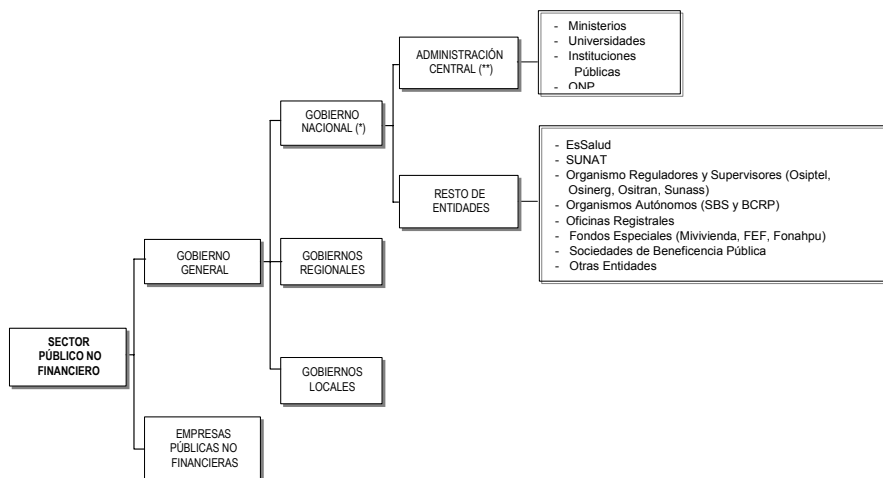 - Ministerios
- Universidades
- Instituciones
Públicas
- ONP
ADMINISTRACIÓN
CENTRAL (**)
GOBIERNO
NACIONAL (*)
- EsSalud
- SUNAT
- Organismo Reguladores y Supervisores (Osiptel,
Osinerg, Ositran, Sunass)
- Organismos Autónomos (SBS y BCRP)
- Oficinas Registrales
- Fondos Especiales (Mivivienda, FEF, Fonahpu)
- Sociedades de Beneficencia Pública
- Otras Entidades
RESTO DE
ENTIDADES
GOBIERNO
GENERAL
GOBIERNOS
REGIONALES
SECTOR
PÚBLICO NO
FINANCIERO
GOBIERNOS
LOCALES
EMPRESAS
PÚBLICAS NO
FINANCIERAS